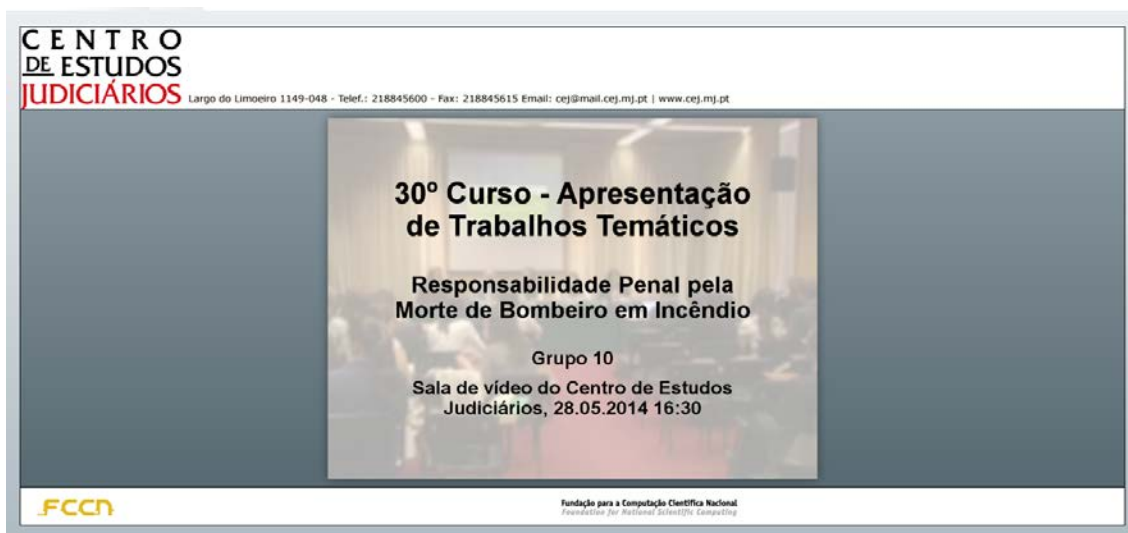 CENTRO
DE ESTUDOS
JUDICIÁRIOS Largo do Limoeiro 1149-048 - Telef.: 218845600 - Fax: 218845615 Email: cej@mail.cej.mj.pt | www.cej.mj.pt
30º Curso - Apresentação
de Trabalhos Temáticos
Responsabilidade Penal pela
Morte de Bombeiro em Incêndio
Grupo 10
Sala de vídeo do Centro de Estudos
Judiciários, 28.05.2014 16:30
FCCN
Fundação para a Computação Científica Nacional
Foundation for National Scientific Computing